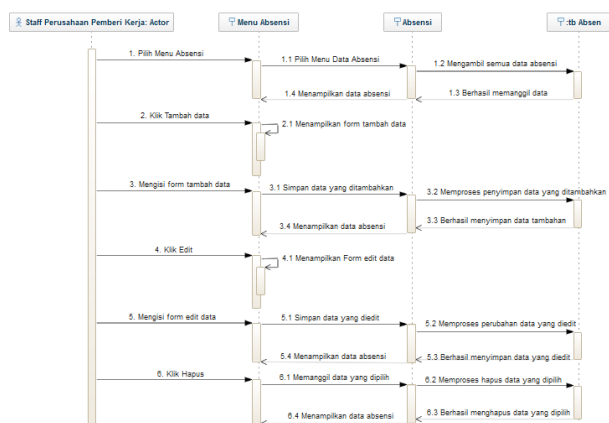 Staff Perusahaan Pemberi Kerja: Actor
Menu Absensi
Absensi
:tb Absen
1. Pilih Menu Absensi
1.1 Pilih Menu Data Absensi
1.2 Mengambil semua data absensi
1.3 Berhasil memanggil data
1.4 Menampilkan data absensi
2. Klik Tambah data
2.1 Menampilkan form tambah data
3. Mengisi form tambah data
3.1 Simpan data yang ditambahkan
3.2 Memproses penyimpan data yang ditambahkan
3.3 Berhasil menyimpan data tambahan
3.4 Menampilkan data absensi
4. Klik Edit
4.1 Menampilkan Form edit data
5. Mengisi form edit data
5.1 Simpan data yang diedit
5.2 Memproses perubahan data yang diedit
5.3 Berhasil menyimpan data yang diedit
5.4 Menampilkan data absensi
6. Klik Hapus
6.1 Memanggil data yang dipilih
6.2 Memproses hapus data yang dipilih
6.3 Berhasil menghapus data yang dipilih
6.4 Menampilkan data absensi